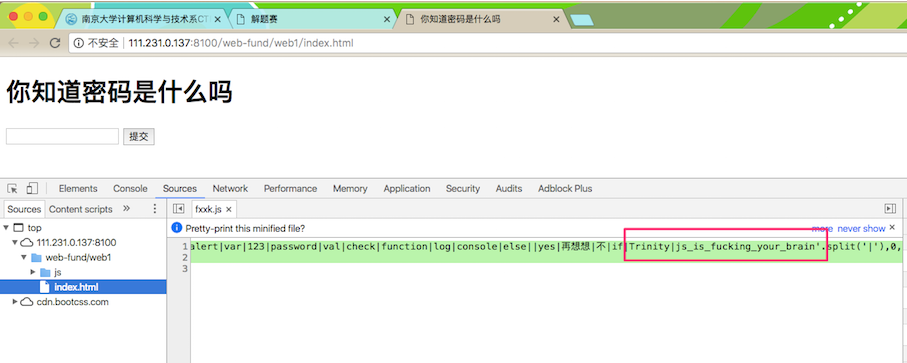 南京大学计算机科学与技术系CT
解题赛
你知道密码是什么吗
不安全 | 111.231.0.137:8100/web-fund/web1/index.html
你知道密码是什么吗
提交
Elements Console Sources Network Performance Memory Application Security Audits Adblock Plus
Sources Content scripts » fxxk.js ×
top
Pretty-print this minified file? more never show ×
111.231.0.137:8100
web-fund/web1
js
index.html
cdn.bootcss.com
1 alert|var|123|password|val|check|function|log|console|else||yes|再想想|不|if|Trinity|js_is_fucking_your_brain'.split('|'),0,
2
3